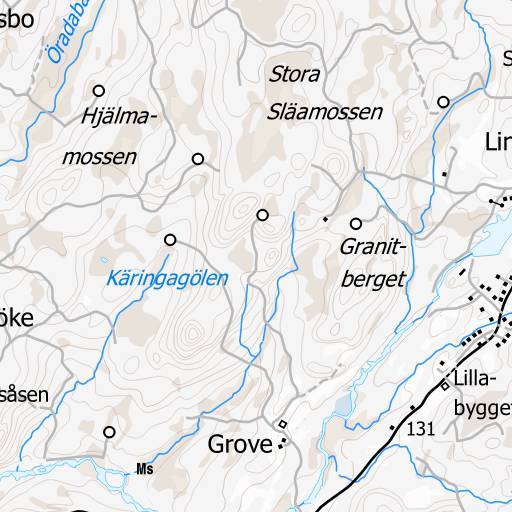 sbo
Öradaba
Stora
Släamossen
S
Hjälma-
mossen
Lin
Granit-
berget
Käringagölen
öke
såsen
Lilla-
bygget
131
Grove
Ms